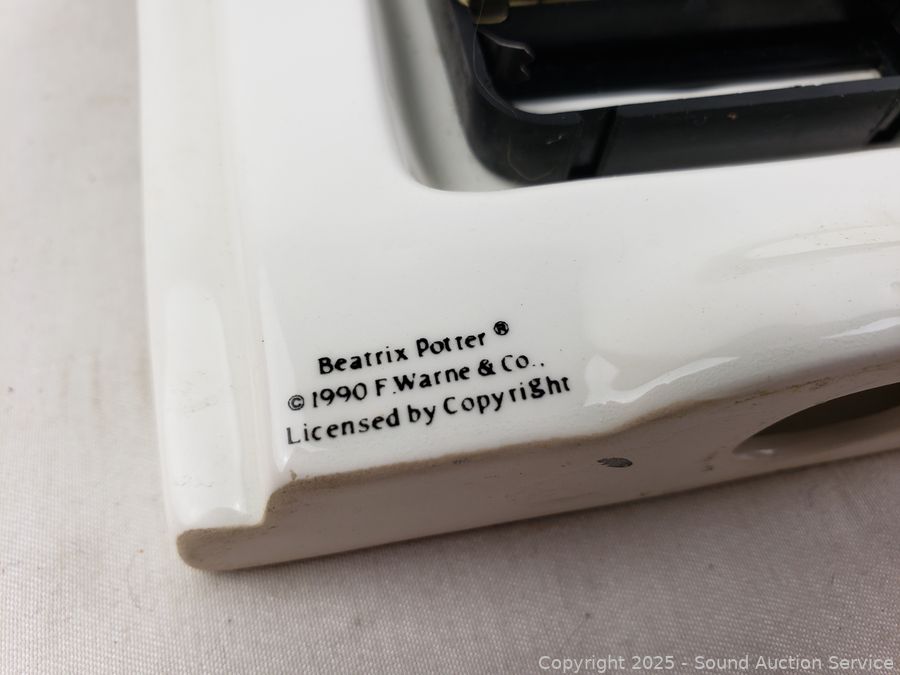 Beatrix Potter ®
© 1990 F. Warne & Co.,
Licensed by Copyright
Copyright 2025 - Sound Auction Service